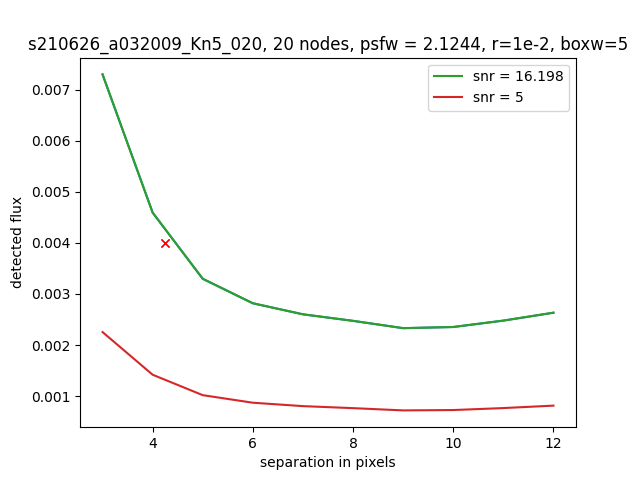 s210626_a032009_Kn5_020, 20 nodes, psfw = 2.1244, r=1e-2, boxw=5
snr = 16.198
snr = 5
0.007
0.006
0.005
0.004
0.003
0.002
0.001
detected flux
4 6 8 10 12
separation in pixels